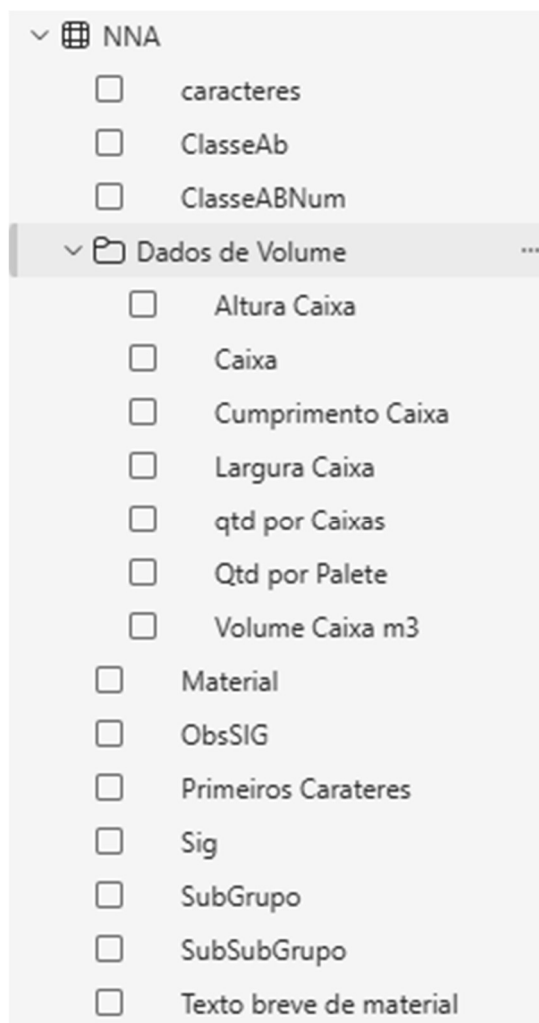 NNA
caracteres
ClasseAb
ClasseABNum
Dados de Volume
Altura Caixa
Caixa
Cumprimento Caixa
Largura Caixa
qtd por Caixas
Qtd por Palete
Volume Caixa m3
Material
ObsSIG
Primeiros Carateres
Sig
SubGrupo
SubSubGrupo
Texto breve de material